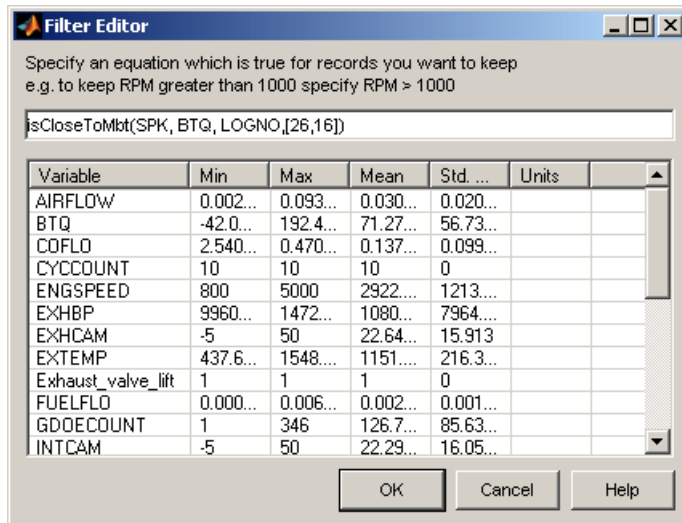 Filter Editor
Specify an equation which is true for records you want to keep
e.g. to keep RPM greater than 1000 specify RPM > 1000
isCloseToMbt(SPK, BTQ, LOGNO,[26,16])
Variable Min Max Mean Std. ... Units
AIRFLOW 0.002... 0.093... 0.030... 0.020...
BTQ -42.0... 192.4... 71.27... 56.73...
COFLO 2.540... 0.470... 0.137... 0.099...
CYCCOUNT 10 10 10 0
ENGSPEED 800 5000 2922.... 1213....
EXHBP 9960... 1472... 1080... 7964....
EXHCAM -5 50 22.64... 15.913
EXTEMP 437.6... 1548.... 1151.... 216.3...
Exhaust_valve_lift 1 1 1 0
FUELFLO 0.000... 0.006... 0.002... 0.001...
GDOECOUNT 1 346 126.7... 85.63...
INTCAM -5 50 22.29... 16.05...
OK Cancel Help